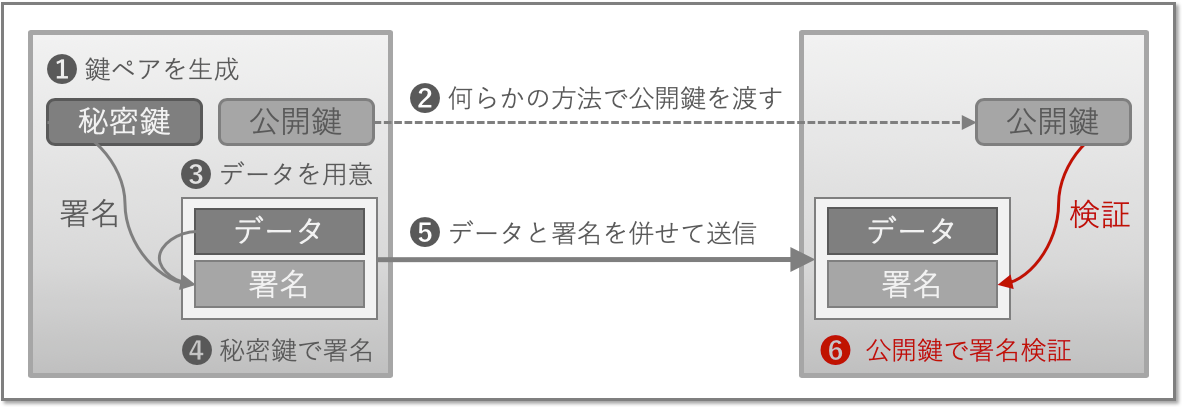 ❶ 鍵ペアを生成
秘密鍵
公開鍵
❷ 何らかの方法で公開鍵を渡す
公開鍵
❸ データを用意
署名
データ
署名
❹ 秘密鍵で署名
❺ データと署名を併せて送信
検証
データ
署名
❻ 公開鍵で署名検証